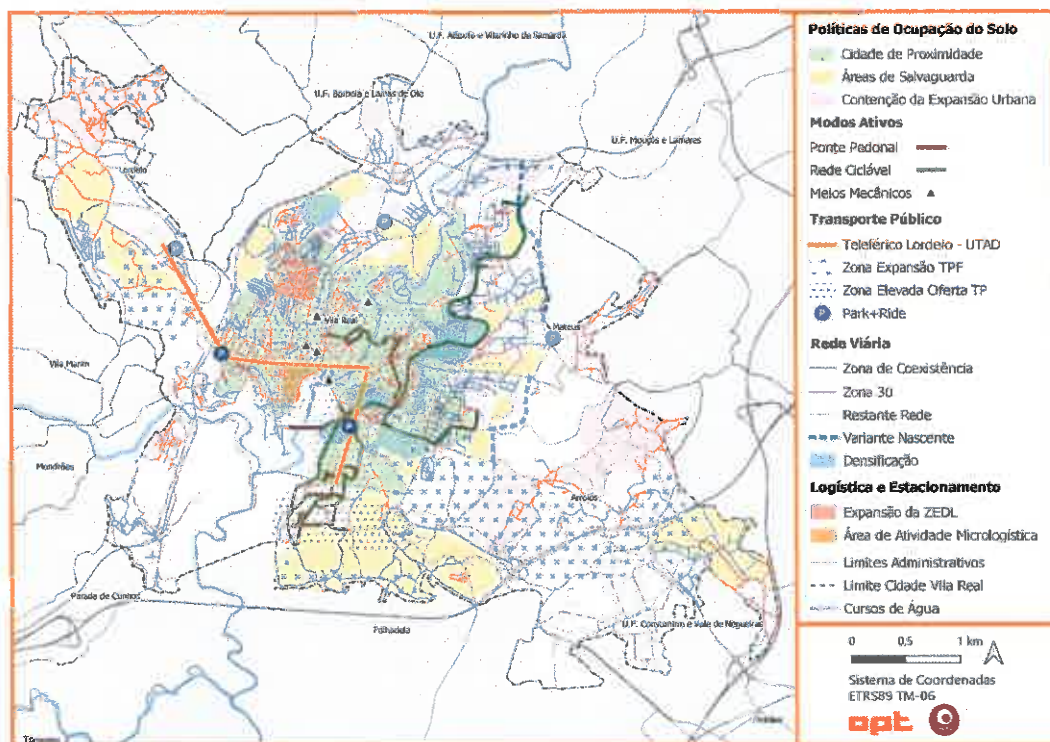 U.F. Adoufe e Vilarinho da Samardã
U.F. Borbela e Lamas de Olo
U.F. Mouçós e Lamares
Lordelo
Vila Real
Mateus
Vila Marim
Mondrões
Arroios
Parada de Cunhos
Folhadela
U.F. Constantim e Vale de Nogueiras
Políticas de Ocupação do Solo
Cidade de Proximidade
Áreas de Salvaguarda
Contenção da Expansão Urbana
Modos Ativos
Ponte Pedonal
Rede Ciclável
Meios Mecânicos
Transporte Público
Teleférico Lordelo - UTAD
Zona Expansão TPF
Zona Elevada Oferta TP
P Park+Ride
Rede Viária
Zona de Coexistência
Zona 30
Restante Rede
Variante Nascente
Densificação
Logística e Estacionamento
Expansão da ZEDL
Área de Atividade Micrologística
Limites Administrativos
Limite Cidade Vila Real
Cursos de Água
0 0,5 1 km
Sistema de Coordenadas
ETRS89 TM-06
opt